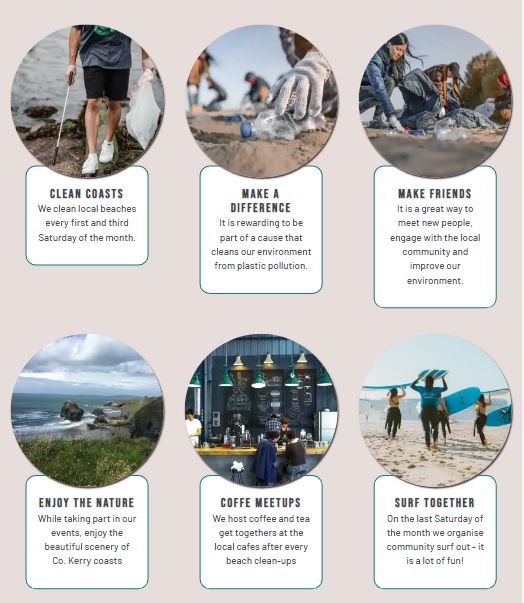 CLEAN COASTS
We clean local beaches
every first and third
Saturday of the month.
MAKE A
DIFFERENCE
It is rewarding to be
part of a cause that
cleans our environment
from plastic pollution.
MAKE FRIENDS
It is a great way to
meet new people,
engage with the local
community and
improve our
environment.
ENJOY THE NATURE
While taking part in our
events, enjoy the
beautiful scenery of
Co. Kerry coasts
COFFE MEETUPS
We host coffee and tea
get togethers at the
local cafes after every
beach clean-ups
SURF TOGETHER
On the last Saturday of
the month we organise
community surf out - it
is a lot of fun!